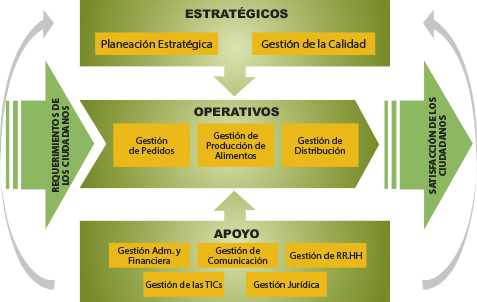 ESTRATÉGICOS
Planeación Estratégica
Gestión de la Calidad
REQUERIMIENTOS DE
LOS CIUDADANOS
OPERATIVOS
Gestión
de Pedidos
Gestión de
Producción de
Alimentos
Gestión de
Distribución
SATISFACCIÓN DE LOS
CIUDADANOS
APOYO
Gestión Adm. y
Financiera
Gestión de
Comunicación
Gestión de RR.HH
Gestión de las TICs
Gestión Jurídica